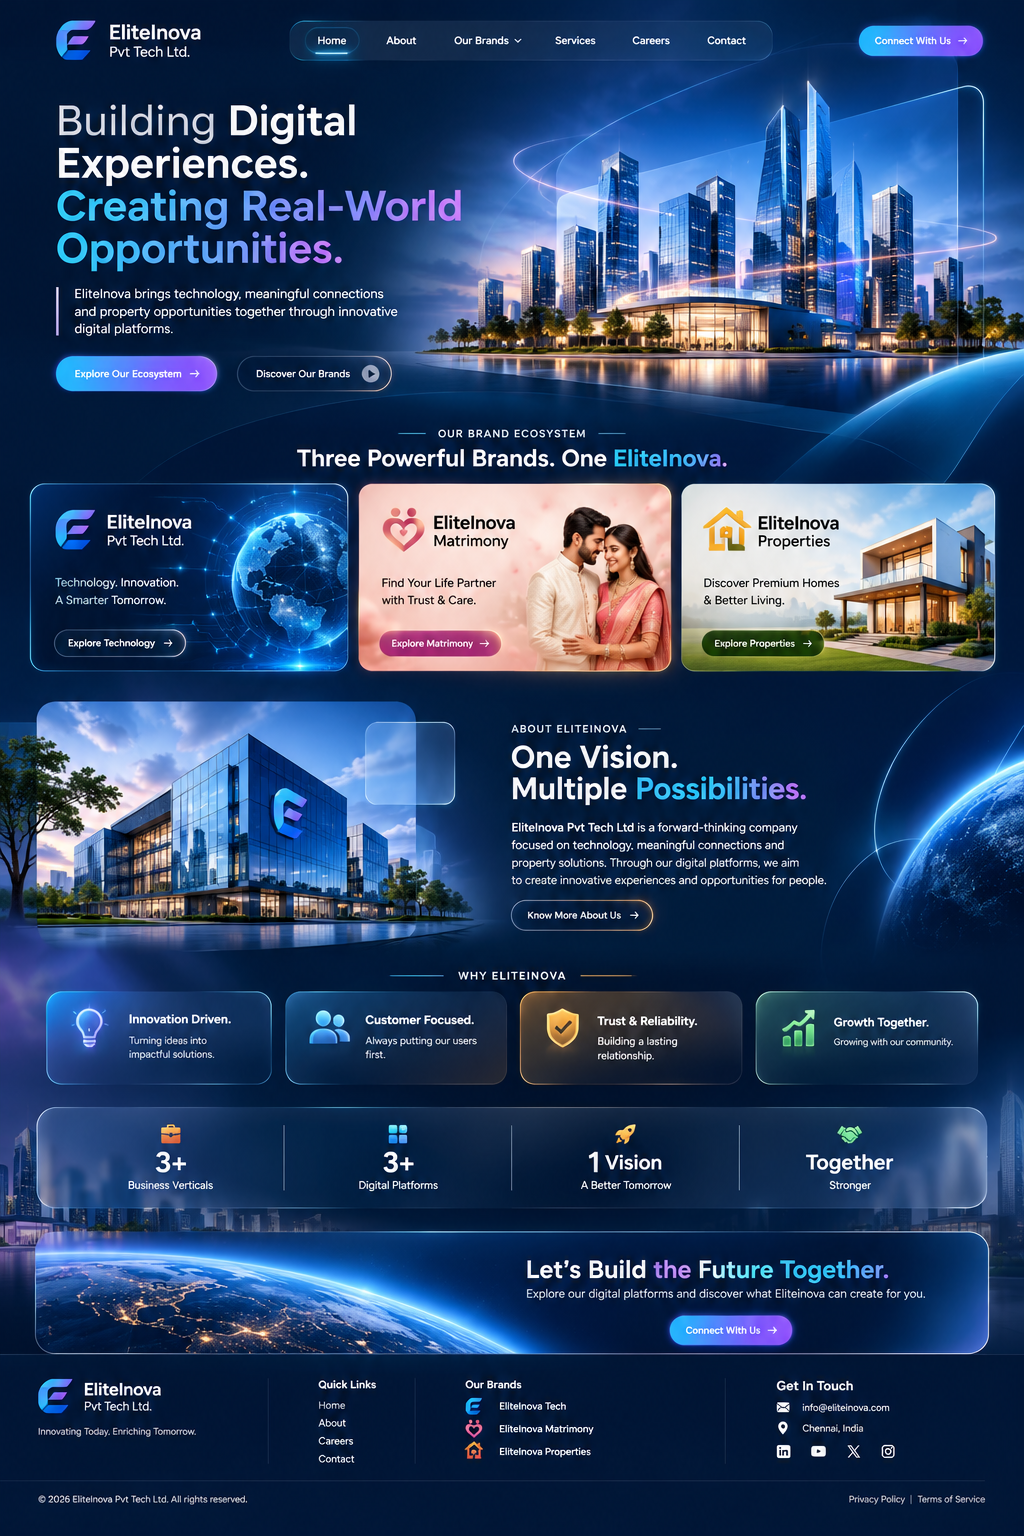 EliteInova
Pvt Tech Ltd.
Home
About
Our Brands
Services
Careers
Contact
Connect With Us
Building Digital
Experiences.
Creating Real-World
Opportunities.
EliteInova brings technology, meaningful connections
and property opportunities together through innovative
digital platforms.
Explore Our Ecosystem
Discover Our Brands
OUR BRAND ECOSYSTEM
Three Powerful Brands. One EliteInova.
EliteInova
Pvt Tech Ltd.
Technology. Innovation.
A Smarter Tomorrow.
Explore Technology
EliteInova
Matrimony
Find Your Life Partner
with Trust & Care.
Explore Matrimony
EliteInova
Properties
Discover Premium Homes
& Better Living.
Explore Properties
ABOUT ELITEINOVA
One Vision.
Multiple Possibilities.
EliteInova Pvt Tech Ltd is a forward-thinking company
focused on technology, meaningful connections and
property solutions. Through our digital platforms, we aim
to create innovative experiences and opportunities for people.
Know More About Us
WHY ELITEINOVA
Innovation Driven.
Turning ideas into
impactful solutions.
Customer Focused.
Always putting our users
first.
Trust & Reliability.
Building a lasting
relationship.
Growth Together.
Growing with our community.
3+
Business Verticals
3+
Digital Platforms
1 Vision
A Better Tomorrow
Together
Stronger
Let's Build the Future Together.
Explore our digital platforms and discover what Eliteinova can create for you.
Connect With Us
EliteInova
Pvt Tech Ltd.
Innovating Today. Enriching Tomorrow.
Quick Links
Home
About
Careers
Contact
Our Brands
EliteInova Tech
EliteInova Matrimony
EliteInova Properties
Get In Touch
info@eliteinova.com
Chennai, India
© 2026 EliteInova Pvt Tech Ltd. All rights reserved.
Privacy Policy | Terms of Service